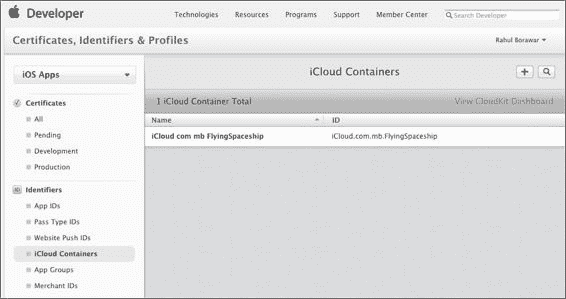 Developer
Technologies Resources Programs Support Member Center Search Developer
Certificates, Identifiers & Profiles Rahul Borawar
iOS Apps
iCloud Containers
Certificates
1 iCloud Container Total View CloudKit Dashboard
All
Name ID
Pending
iCloud com mb FlyingSpaceship iCloud.com.mb.FlyingSpaceship
Development
Production
Identifiers
App IDs
Pass Type IDs
Website Push IDs
iCloud Containers
App Groups
Merchant IDs